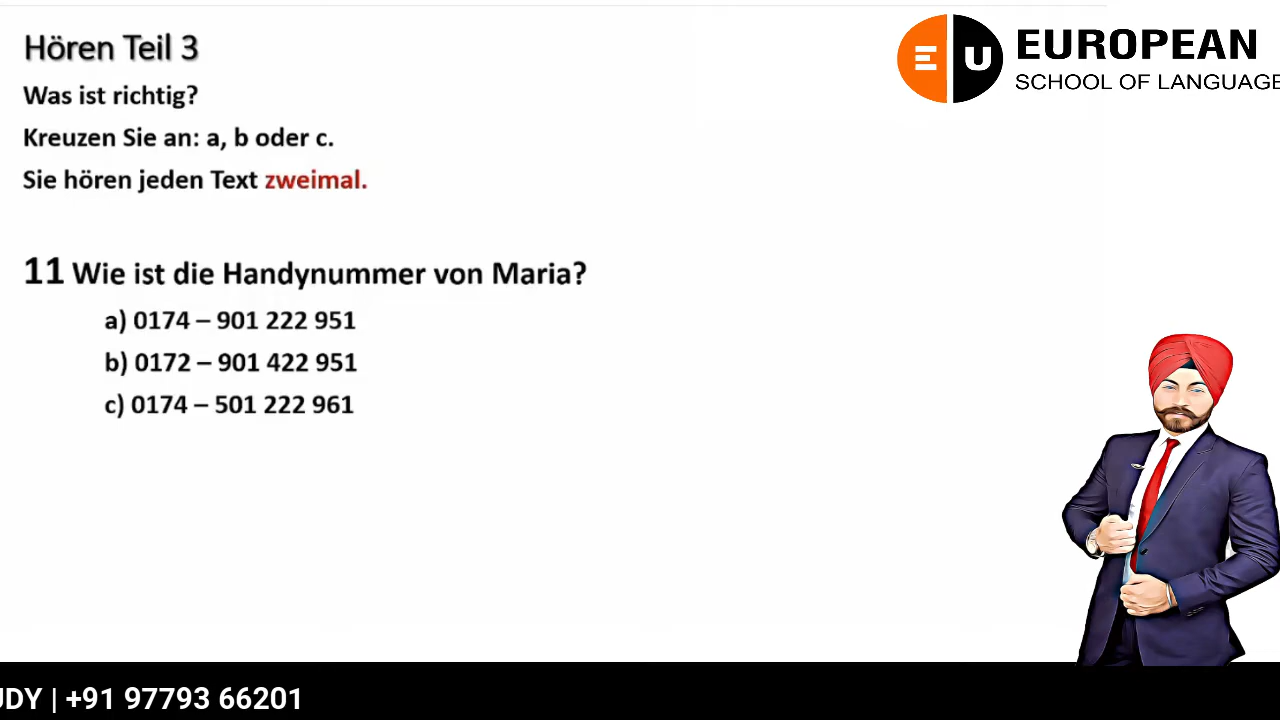 Hören Teil 3
Was ist richtig?
Kreuzen Sie an: a, b oder c.
Sie hören jeden Text zweimal.
11 Wie ist die Handynummer von Maria?
a) 0174 – 901 222 951
b) 0172 – 901 422 951
c) 0174 – 501 222 961
E U EUROPEAN
SCHOOL OF LANGUAGE
UDY | +91 97793 66201